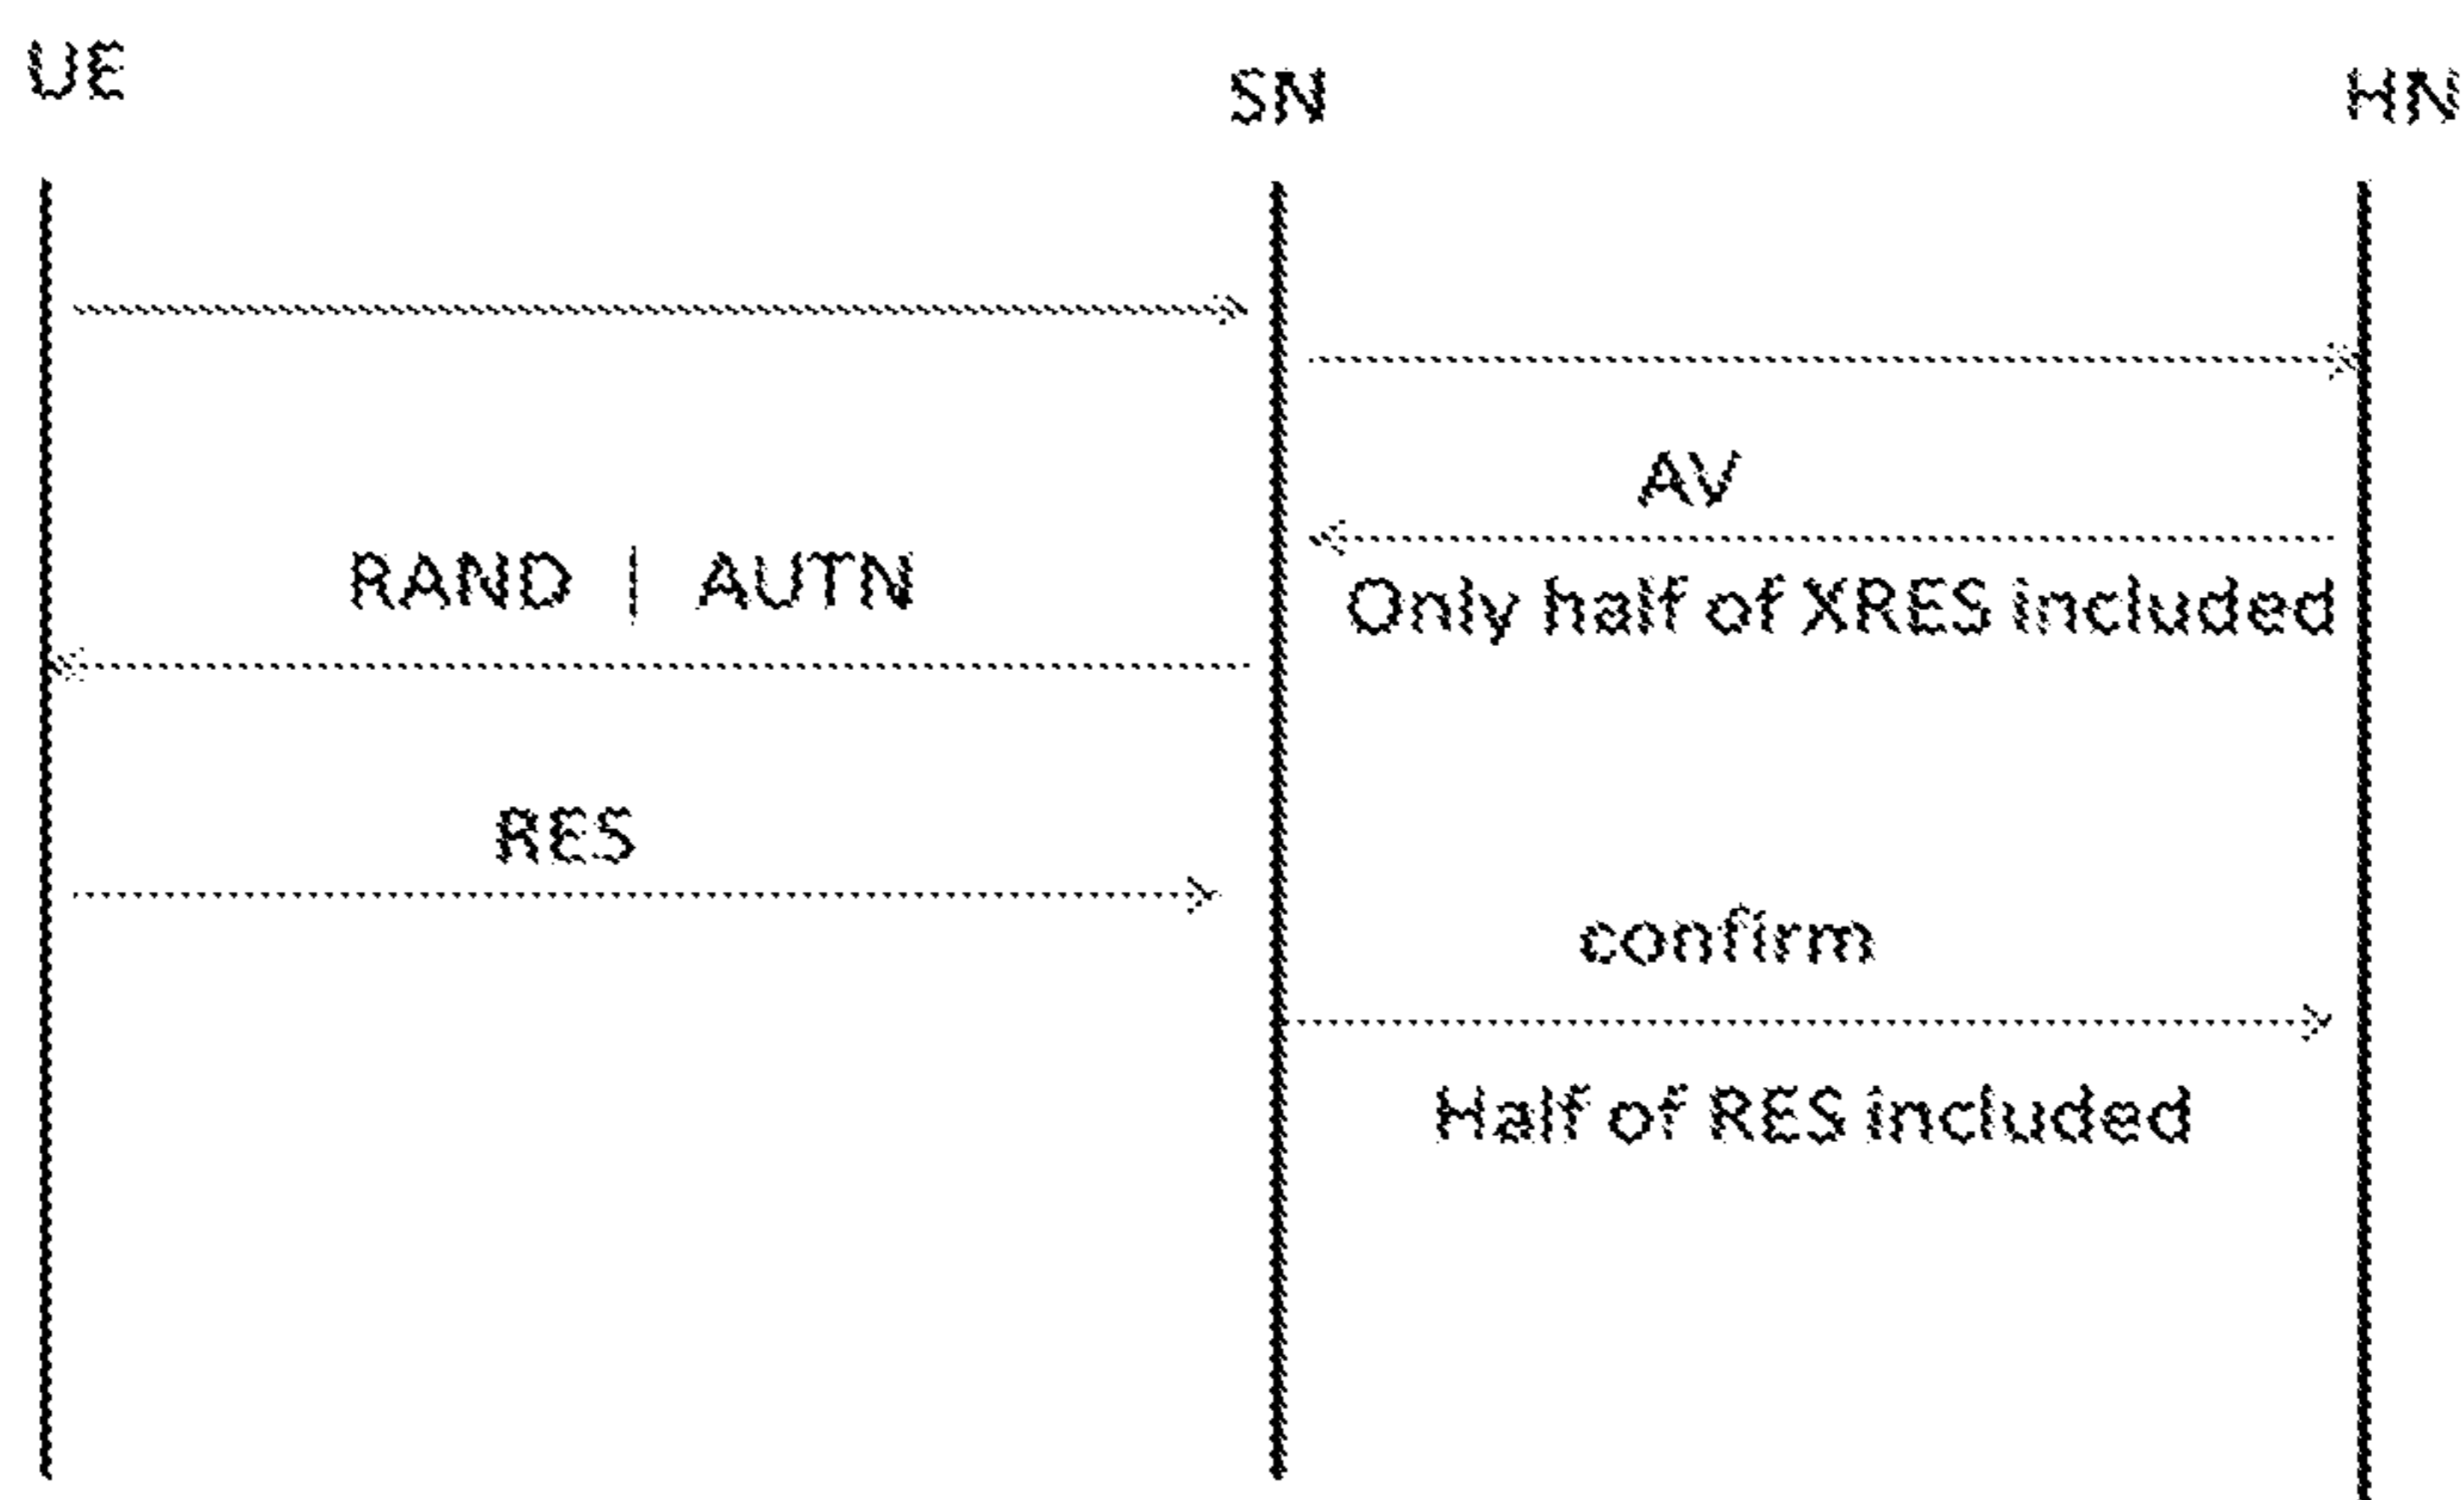 UE
SN
HN
AV
RAND | AUTN
Only half of XRES included
RES
confirm
Half of RES included